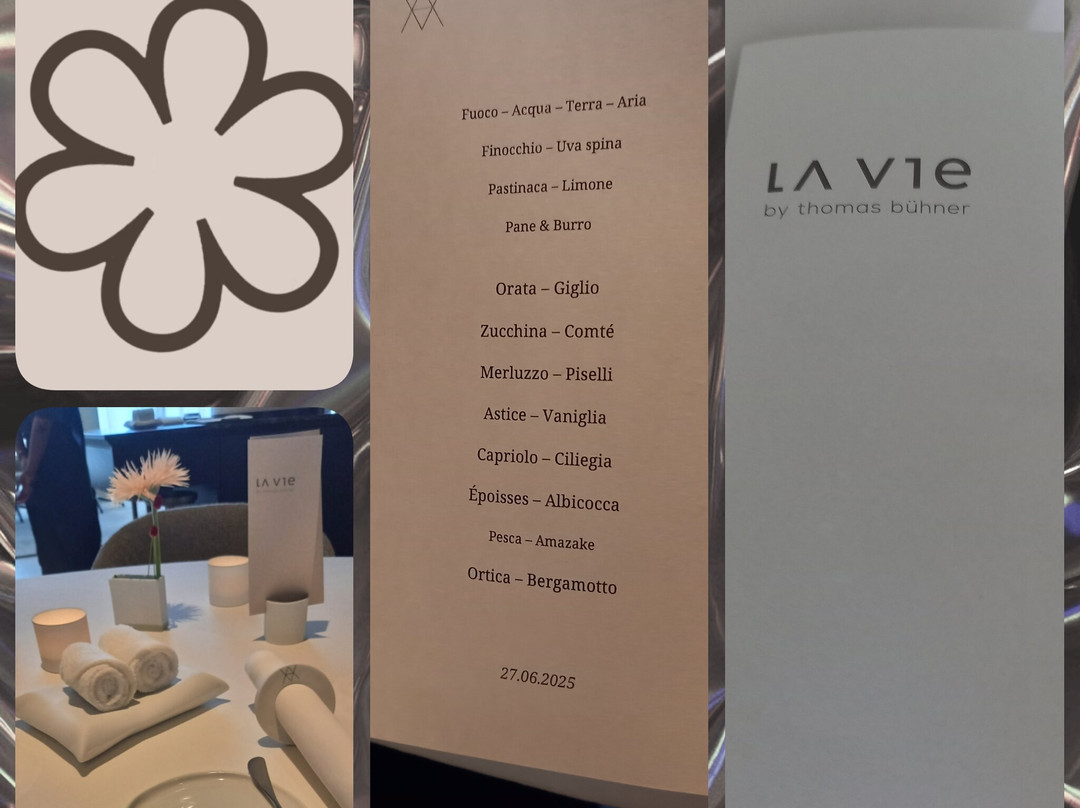 Fuoco – Acqua – Terra – Aria
Finocchio – Uva spina
Pastinaca – Limone
Pane & Burro
Orata – Giglio
Zucchina – Comté
Merluzzo – Piselli
Astice – Vaniglia
Capriolo – Ciliegia
Époisses – Albicocca
Pesca – Amazake
Ortica – Bergamotto
27.06.2025
LA VIe
by thomas bühner
LA VIe